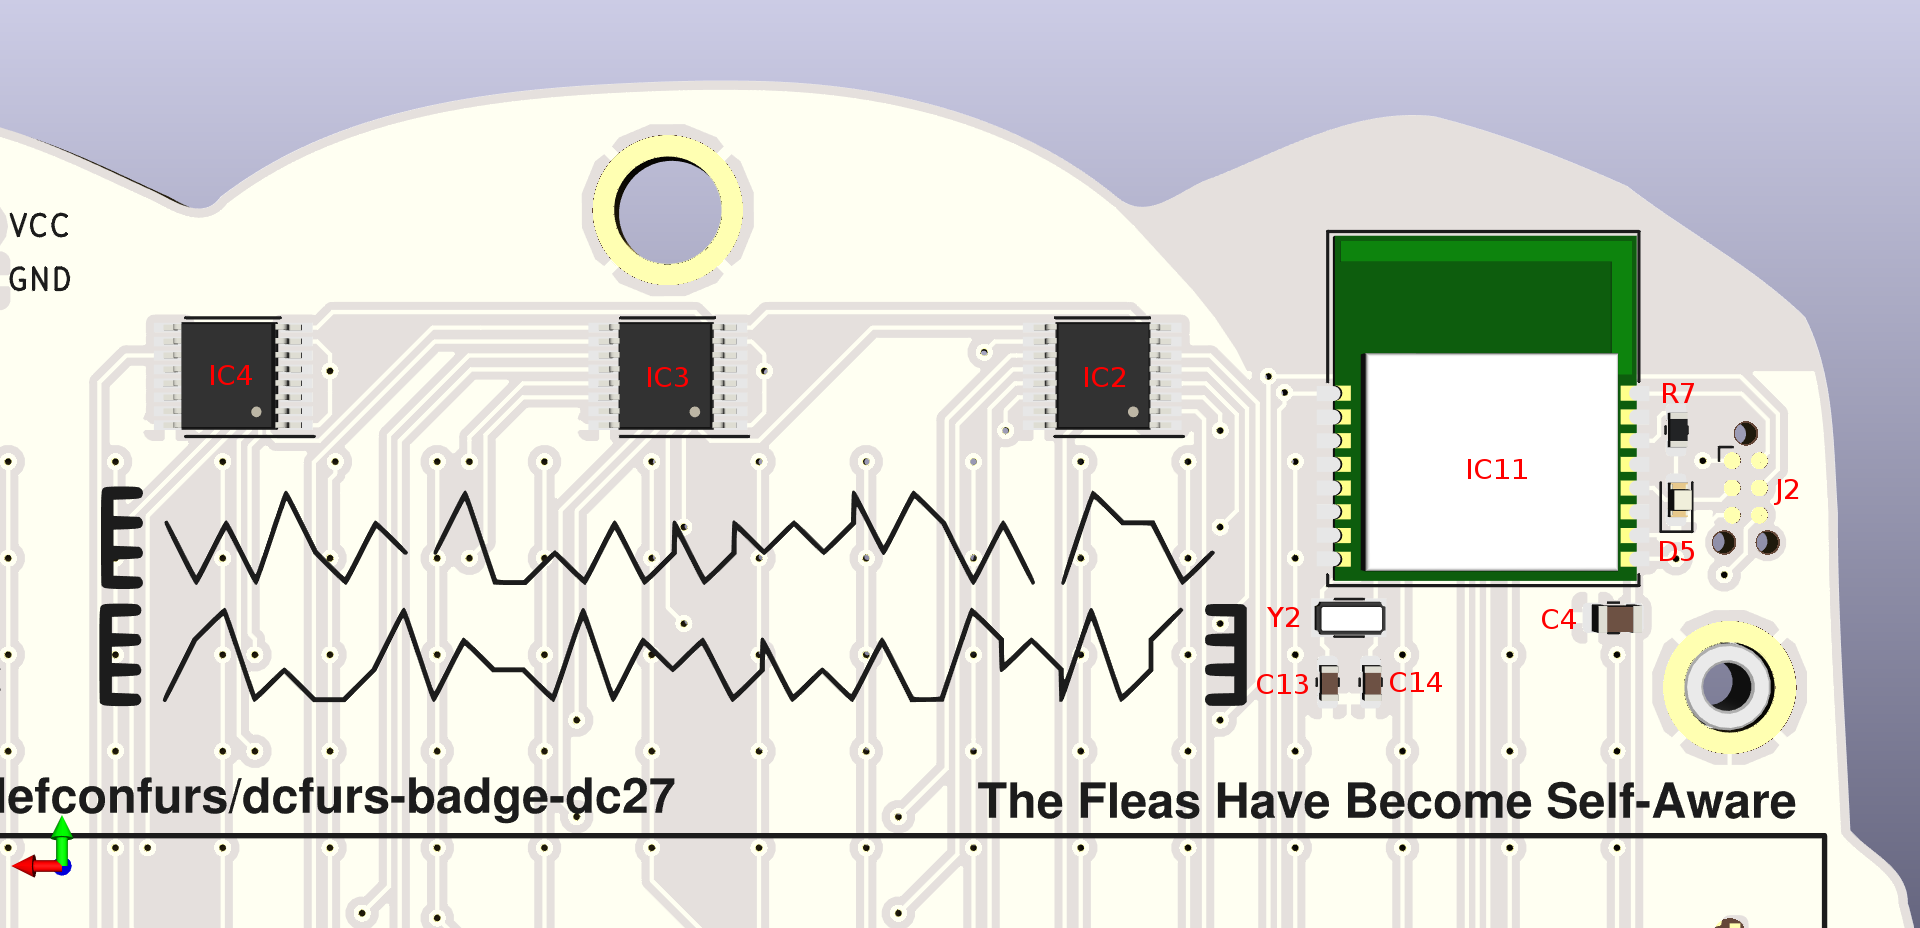 VCC
GND
IC4
IC3
IC2
IC11
R7
J2
D5
Y2
C4
C13
C14
defconfurs/dcfurs-badge-dc27
The Fleas Have Become Self-Aware